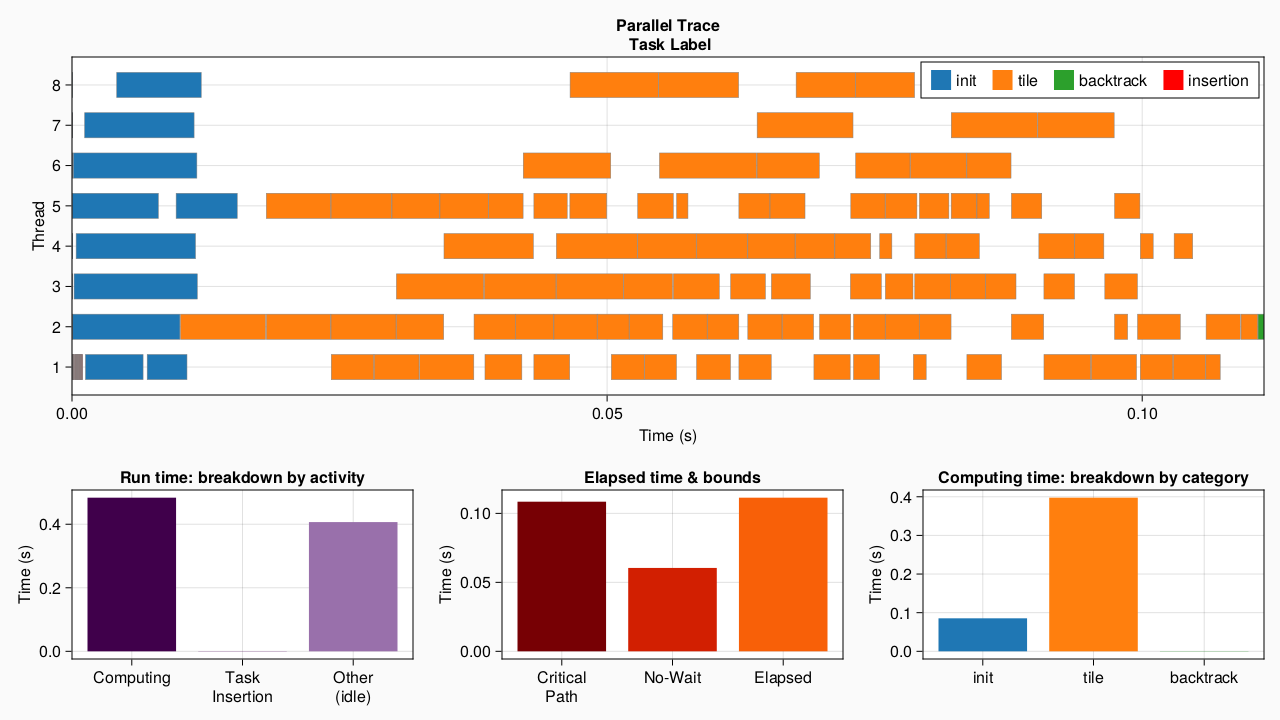 Parallel Trace
Task Label
init tile backtrack insertion
Thread
8
7
6
5
4
3
2
1
0.00 0.05 0.10
Time (s)
Run time: breakdown by activity
Time (s)
0.4
0.2
0.0
Computing Task Insertion Other (idle)
Elapsed time & bounds
Time (s)
0.10
0.05
0.00
Critical Path No-Wait Elapsed
Computing time: breakdown by category
Time (s)
0.4
0.3
0.2
0.1
0.0
init tile backtrack